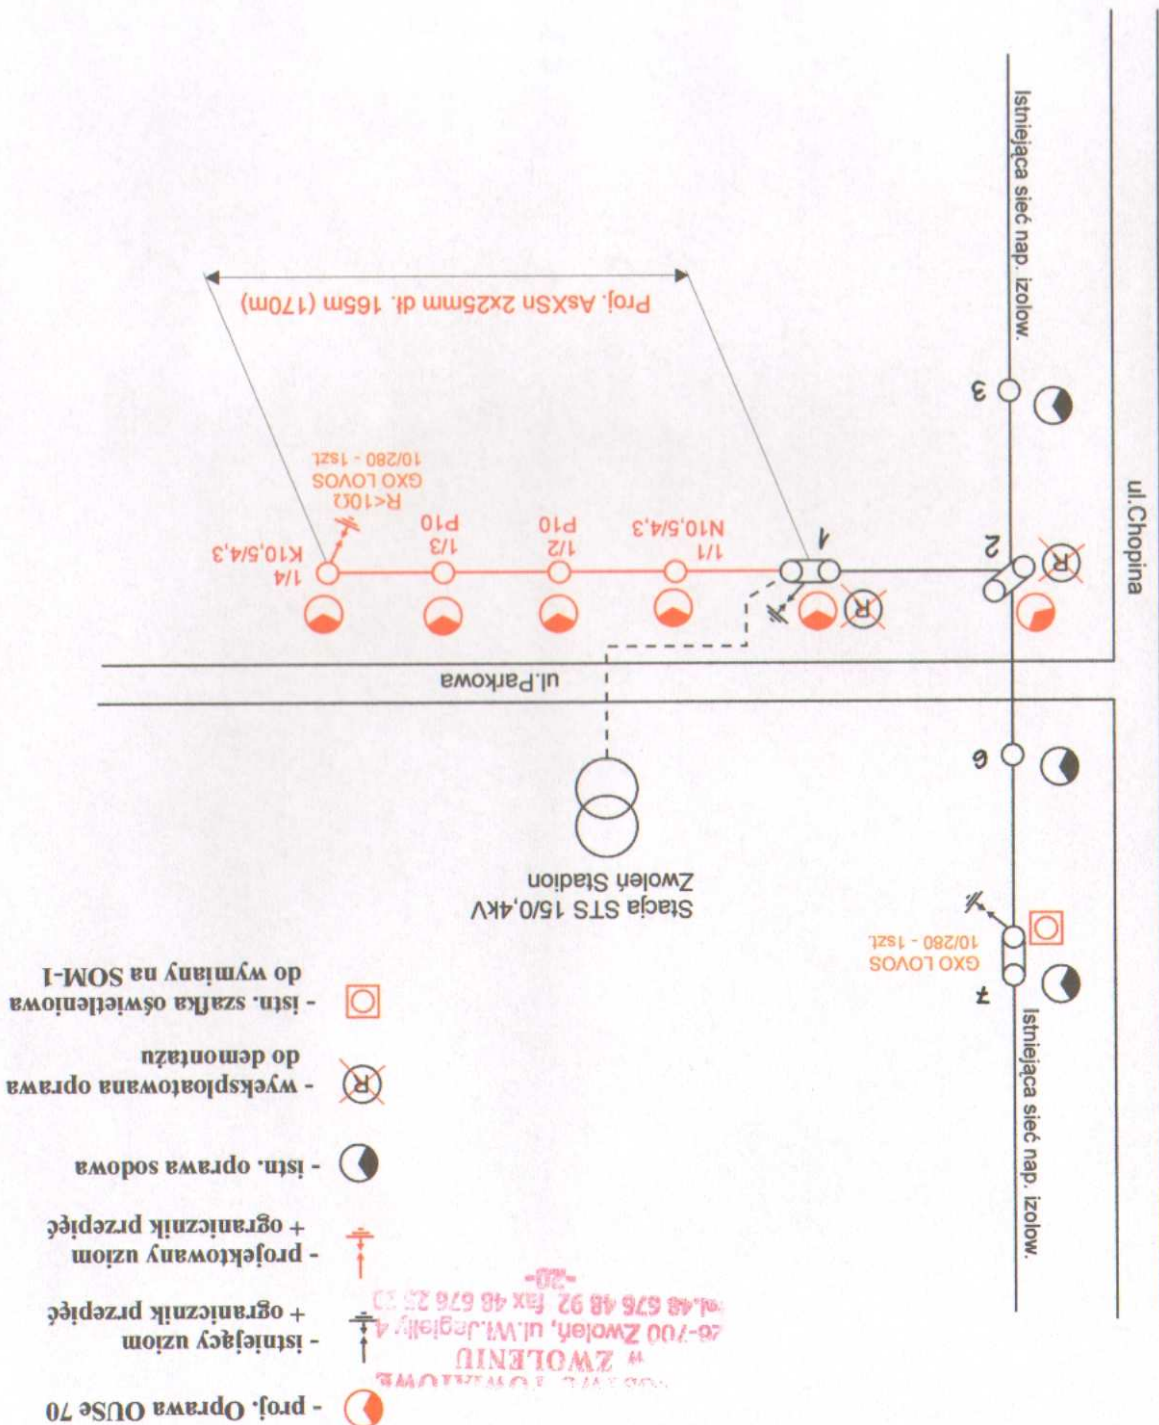 - proj. Oprawa OUSe 70
- istniejący uziom
+ ogranicznik przepięć
- projektowany uziom
+ ogranicznik przepięć
- istn. oprawa sodowa
R
- wyeksploatowana oprawa
do demontażu
- istn. szafka oświetleniowa
do wymiany na SOM-1
w ZWOLENIU
26-700 Zwoleń, ul.Wł.Jagiełły 4
tel.48 676 48 92 fax 48 676 25
-20-
Istniejąca sieć nap. izolow.
7
GXO LOVOS
10/280 - 1szt.
Stacja STS 15/0,4kV
Zwoleń Stadion
6
ul.Parkowa
ul.Chopina
R
2
R
1
1/1
N10,5/4,3
1/2
P10
1/3
P10
1/4
K10,5/4,3
R<10Ω
GXO LOVOS
10/280 - 1szt.
3
Proj. AsXSn 2x25mm dł. 165m (170m)
Istniejąca sieć nap. izolow.